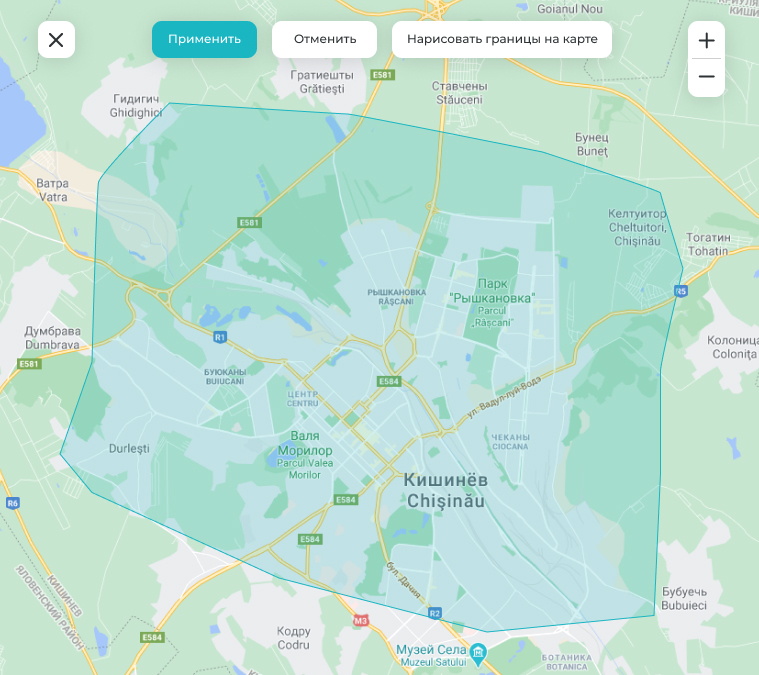 Goianul Nou
КРИУЛЯНСКИ
КИШИН
Применить
Отменить
Нарисовать границы на карте
Гратиешты
Grătiești
E581
Ставчены
Stăuceni
Гидигич
Ghidighici
Бунец
Buneț
Ватра
Vatra
E581
Келтуитор
Cheltuitori,
Chișinău
Тогатин
Tohatin
R5
Парк
"Рышкановка"
Parcul
„Rășcani"
РЫШКАНОВКА
RÂȘCANI
Думбрава
Dumbrava
R1
Колоница
Colonița
E581
БУЮКАНЫ
BUIUCANI
E584
ЦЕНТР
CENTRU
ул. Вадул-луй-Водэ
Валя
Морилор
Parcul Valea
Morilor
Durlești
ЧЕКАНЫ
CIOCANA
Кишинёв
Chișinău
E584
R6
E584
бул. Дачия
КИШИНЕВ
ЯЛОВЕНСКИЙ РАЙОН
Бубуечь
Bubuieci
R2
M3
E584
Кодру
Codru
Музей Села
Muzeul Satului
БОТАНИКА
BOTANICA